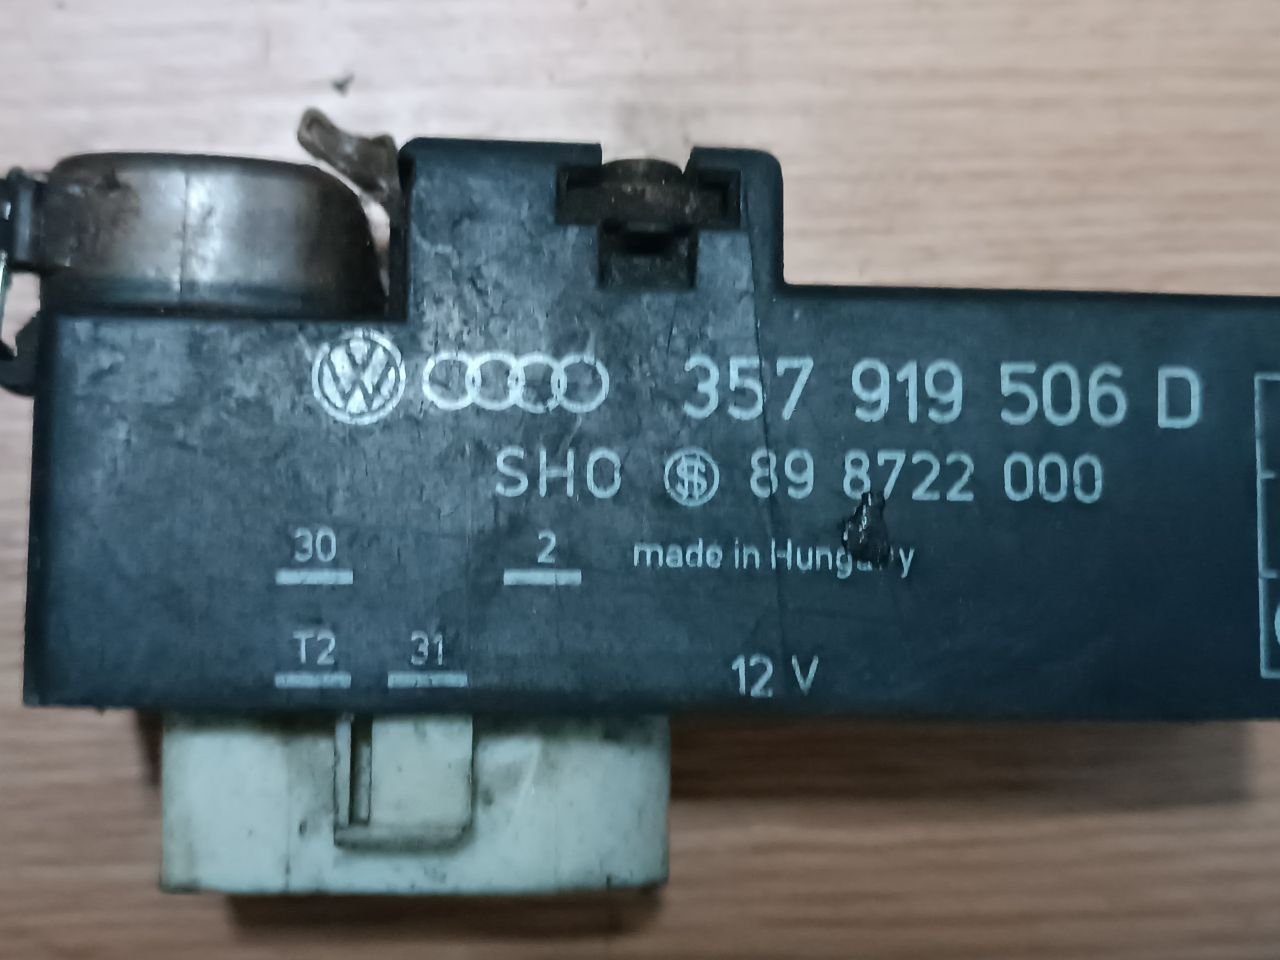 357 919 506 D
SHO 89 8722 000
30 2 made in Hungary
T2 31 12 V